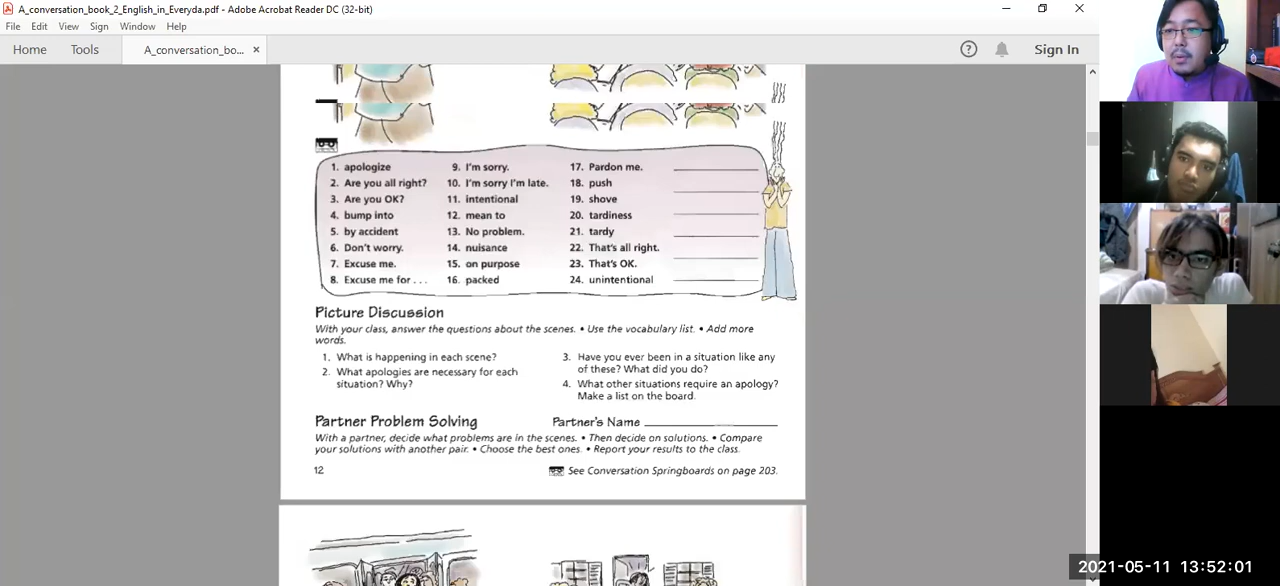 A_conversation_book_2_English_in_Everyda.pdf - Adobe Acrobat Reader DC (32-bit)
File Edit View Sign Window Help
Home Tools A_conversation_bo... × Sign In
1. apologize
2. Are you all right?
3. Are you OK?
4. bump into
5. by accident
6. Don't worry.
7. Excuse me.
8. Excuse me for . . .
9. I'm sorry.
10. I'm sorry I'm late.
11. intentional
12. mean to
13. No problem.
14. nuisance
15. on purpose
16. packed
17. Pardon me.
18. push
19. shove
20. tardiness
21. tardy
22. That's all right.
23. That's OK.
24. unintentional
Picture Discussion
With your class, answer the questions about the scenes. • Use the vocabulary list. • Add more
words.
1. What is happening in each scene?
2. What apologies are necessary for each
situation? Why?
3. Have you ever been in a situation like any
of these? What did you do?
4. What other situations require an apology?
Make a list on the board.
Partner Problem Solving Partner's Name
With a partner, decide what problems are in the scenes. • Then decide on solutions. • Compare
your solutions with another pair. • Choose the best ones. • Report your results to the class.
12 See Conversation Springboards on page 203.
2021-05-11 13:52:01